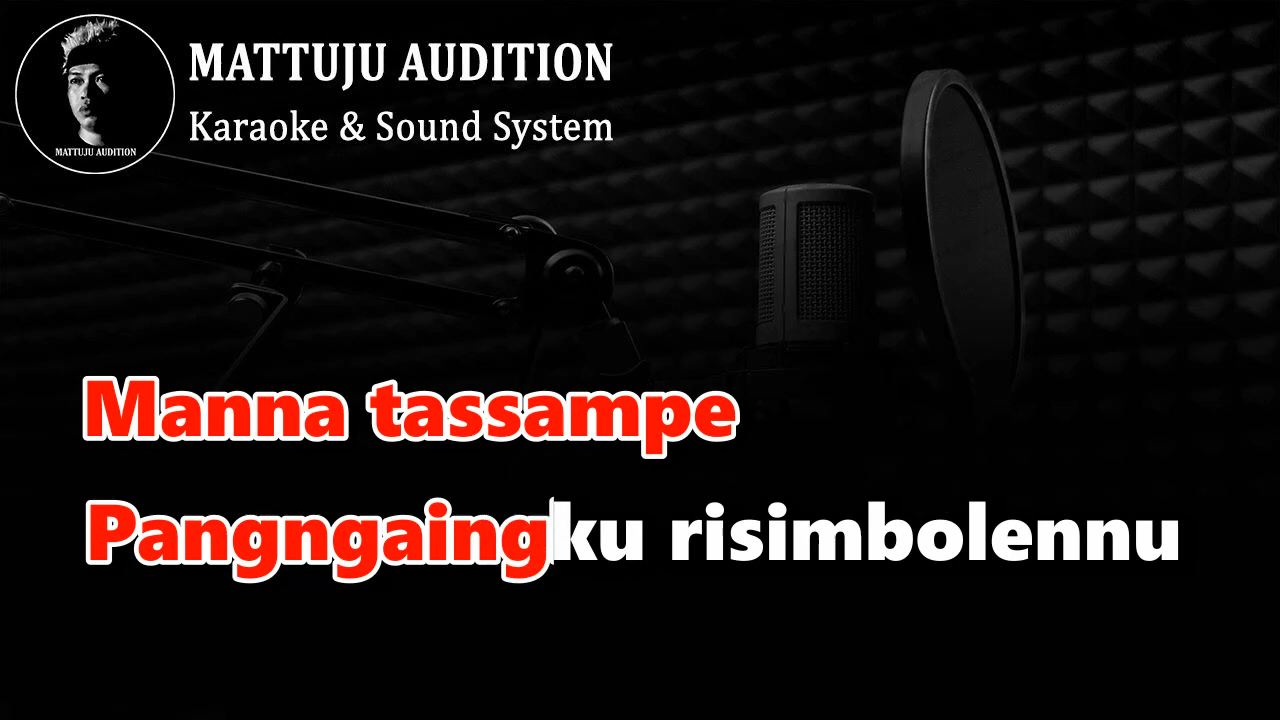 MATTUJU AUDITION
Karaoke & Sound System
MATTUJU AUDITION
Manna tassampe
Pangngaingku risimbolennu